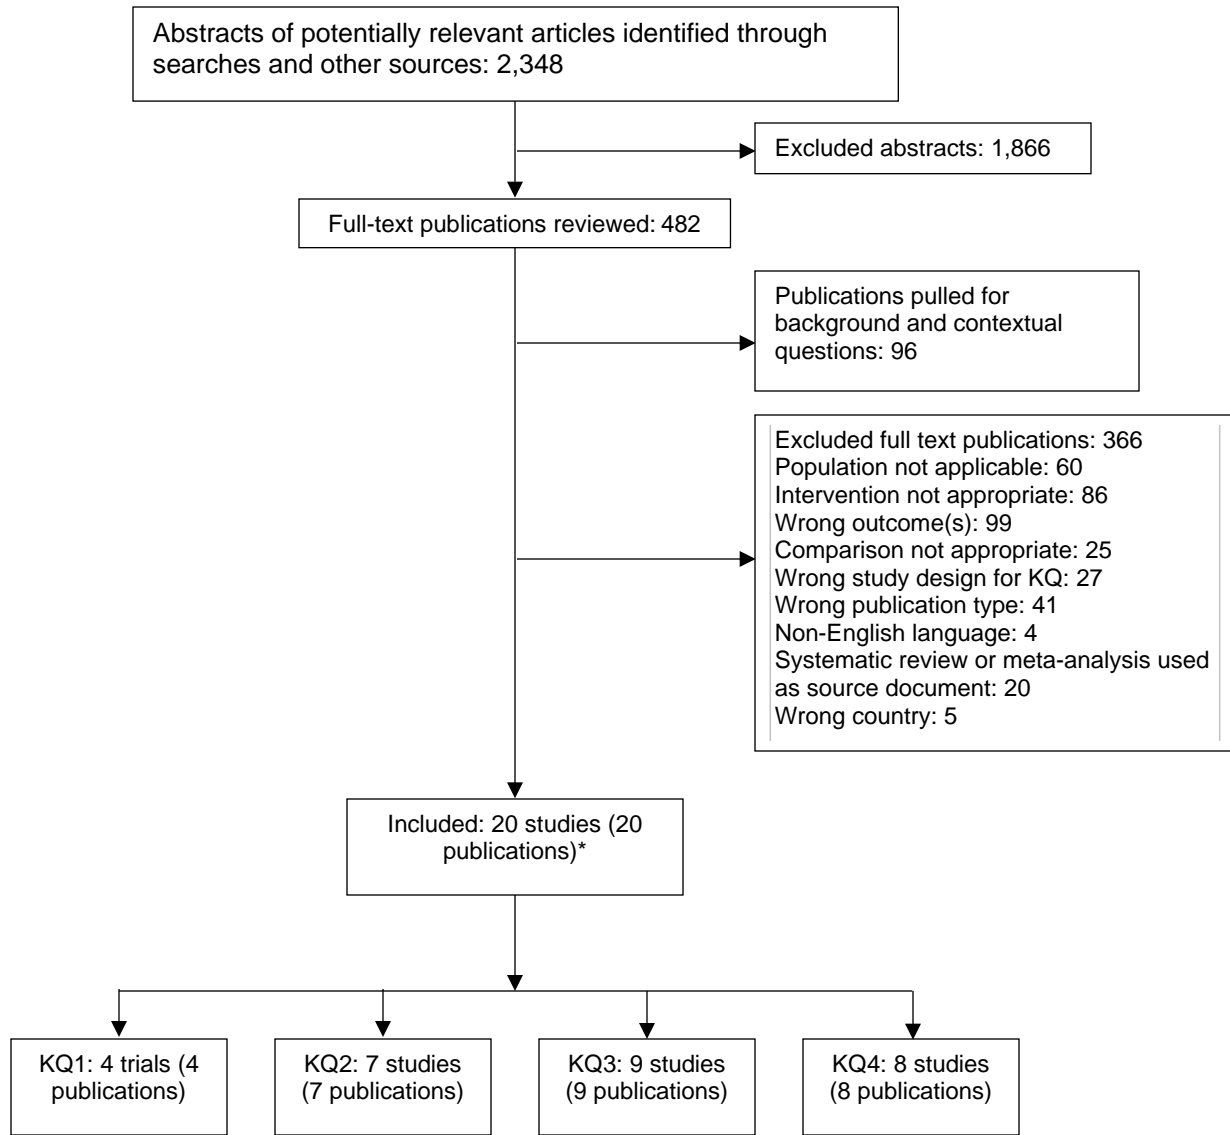 Abstracts of potentially relevant articles identified through
searches and other sources: 2,348
Excluded abstracts: 1,866
Full-text publications reviewed: 482
Publications pulled for
background and contextual
questions: 96
Excluded full text publications: 366
Population not applicable: 60
Intervention not appropriate: 86
Wrong outcome(s): 99
Comparison not appropriate: 25
Wrong study design for KQ: 27
Wrong publication type: 41
Non-English language: 4
Systematic review or meta-analysis used
as source document: 20
Wrong country: 5
Included: 20 studies (20
publications)*
KQ1: 4 trials (4
publications)
KQ2: 7 studies
(7 publications)
KQ3: 9 studies
(9 publications)
KQ4: 8 studies
(8 publications)